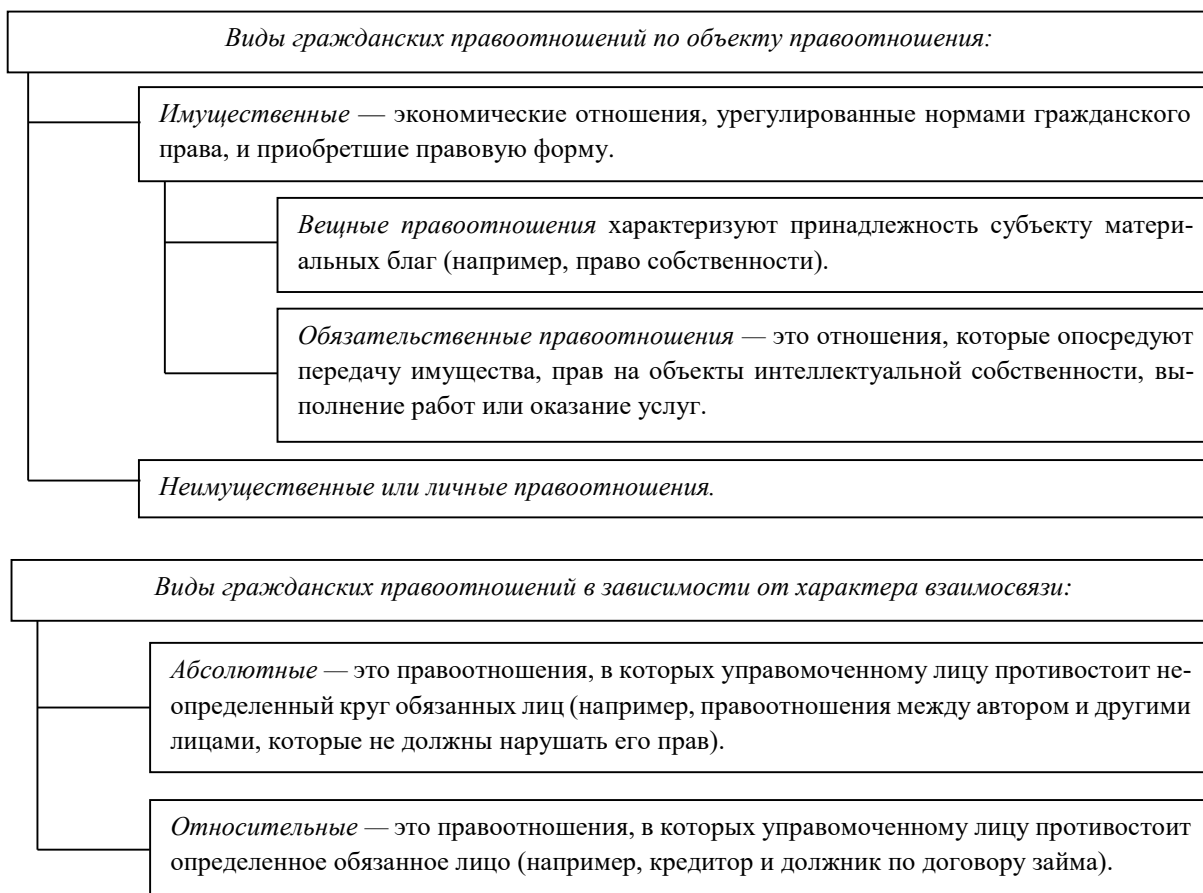 Виды гражданских правоотношений по объекту правоотношения:
Имущественные — экономические отношения, урегулированные нормами гражданского
права, и приобретшие правовую форму.
Вещные правоотношения характеризуют принадлежность субъекту матери-
альных благ (например, право собственности).
Обязательственные правоотношения — это отношения, которые опосредуют
передачу имущества, прав на объекты интеллектуальной собственности, вы-
полнение работ или оказание услуг.
Неимущественные или личные правоотношения.
Виды гражданских правоотношений в зависимости от характера взаимосвязи:
Абсолютные — это правоотношения, в которых управомоченному лицу противостоит не-
определенный круг обязанных лиц (например, правоотношения между автором и другими
лицами, которые не должны нарушать его прав).
Относительные — это правоотношения, в которых управомоченному лицу противостоит
определенное обязанное лицо (например, кредитор и должник по договору займа).